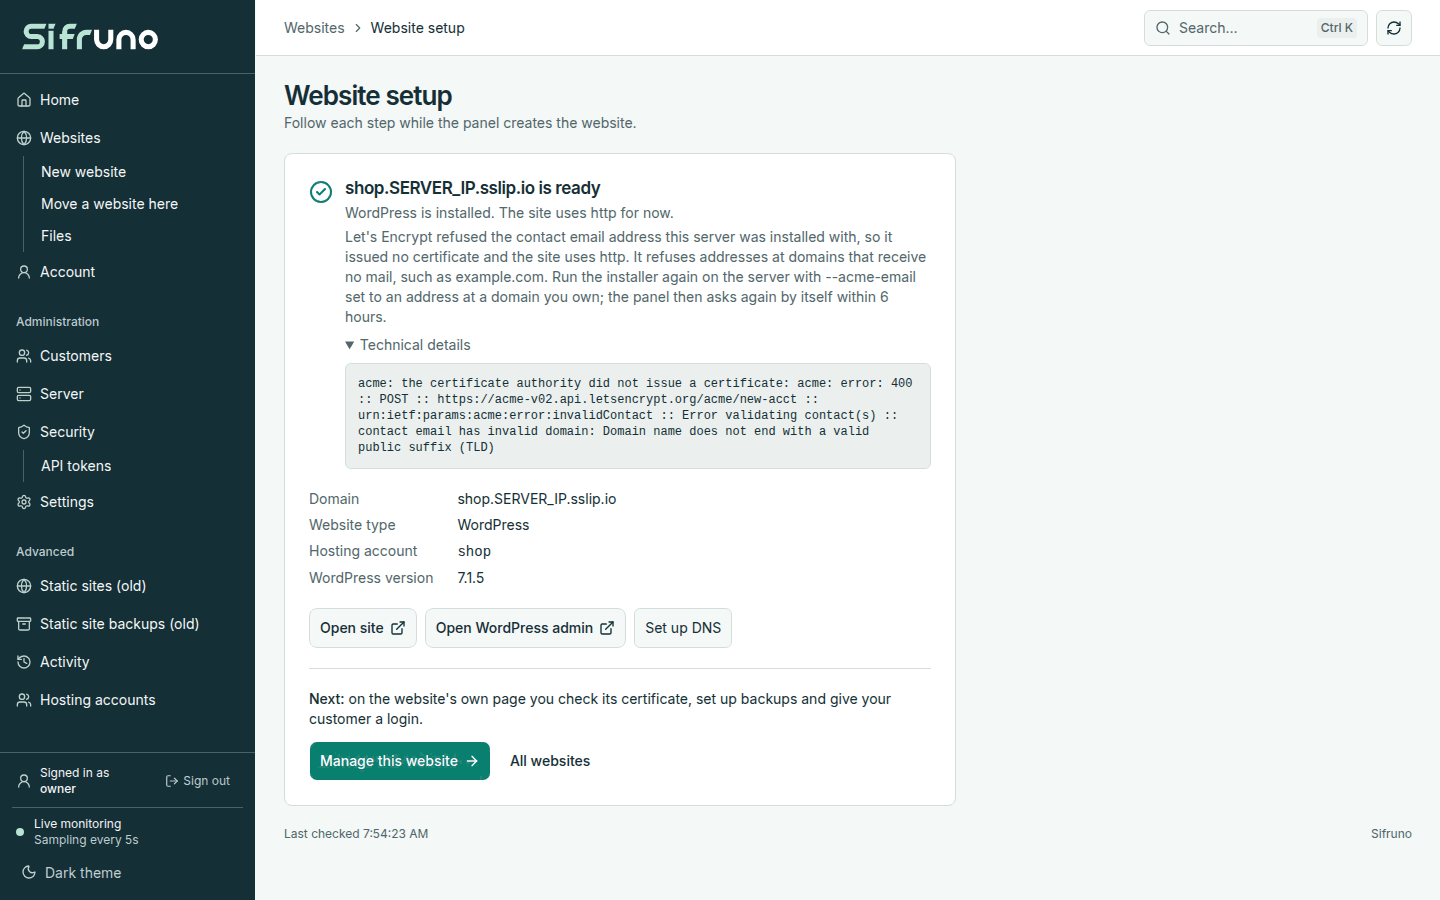 Sifruno
Websites > Website setup
Search...
Ctrl K
Home
Websites
New website
Move a website here
Files
Account
Administration
Customers
Server
Security
API tokens
Settings
Advanced
Static sites (old)
Static site backups (old)
Activity
Hosting accounts
Signed in as
owner
Sign out
Live monitoring
Sampling every 5s
Dark theme
Website setup
Follow each step while the panel creates the website.
shop.SERVER_IP.sslip.io is ready
WordPress is installed. The site uses http for now.
Let's Encrypt refused the contact email address this server was installed with, so it
issued no certificate and the site uses http. It refuses addresses at domains that receive
no mail, such as example.com. Run the installer again on the server with --acme-email
set to an address at a domain you own; the panel then asks again by itself within 6
hours.
Technical details
acme: the certificate authority did not issue a certificate: acme: error: 400
:: POST :: https://acme-v02.api.letsencrypt.org/acme/new-acct ::
urn:ietf:params:acme:error:invalidContact :: Error validating contact(s) ::
contact email has invalid domain: Domain name does not end with a valid
public suffix (TLD)
Domain shop.SERVER_IP.sslip.io
Website type WordPress
Hosting account shop
WordPress version 7.1.5
Open site
Open WordPress admin
Set up DNS
Next: on the website's own page you check its certificate, set up backups and give your
customer a login.
Manage this website
All websites
Last checked 7:54:23 AM
Sifruno